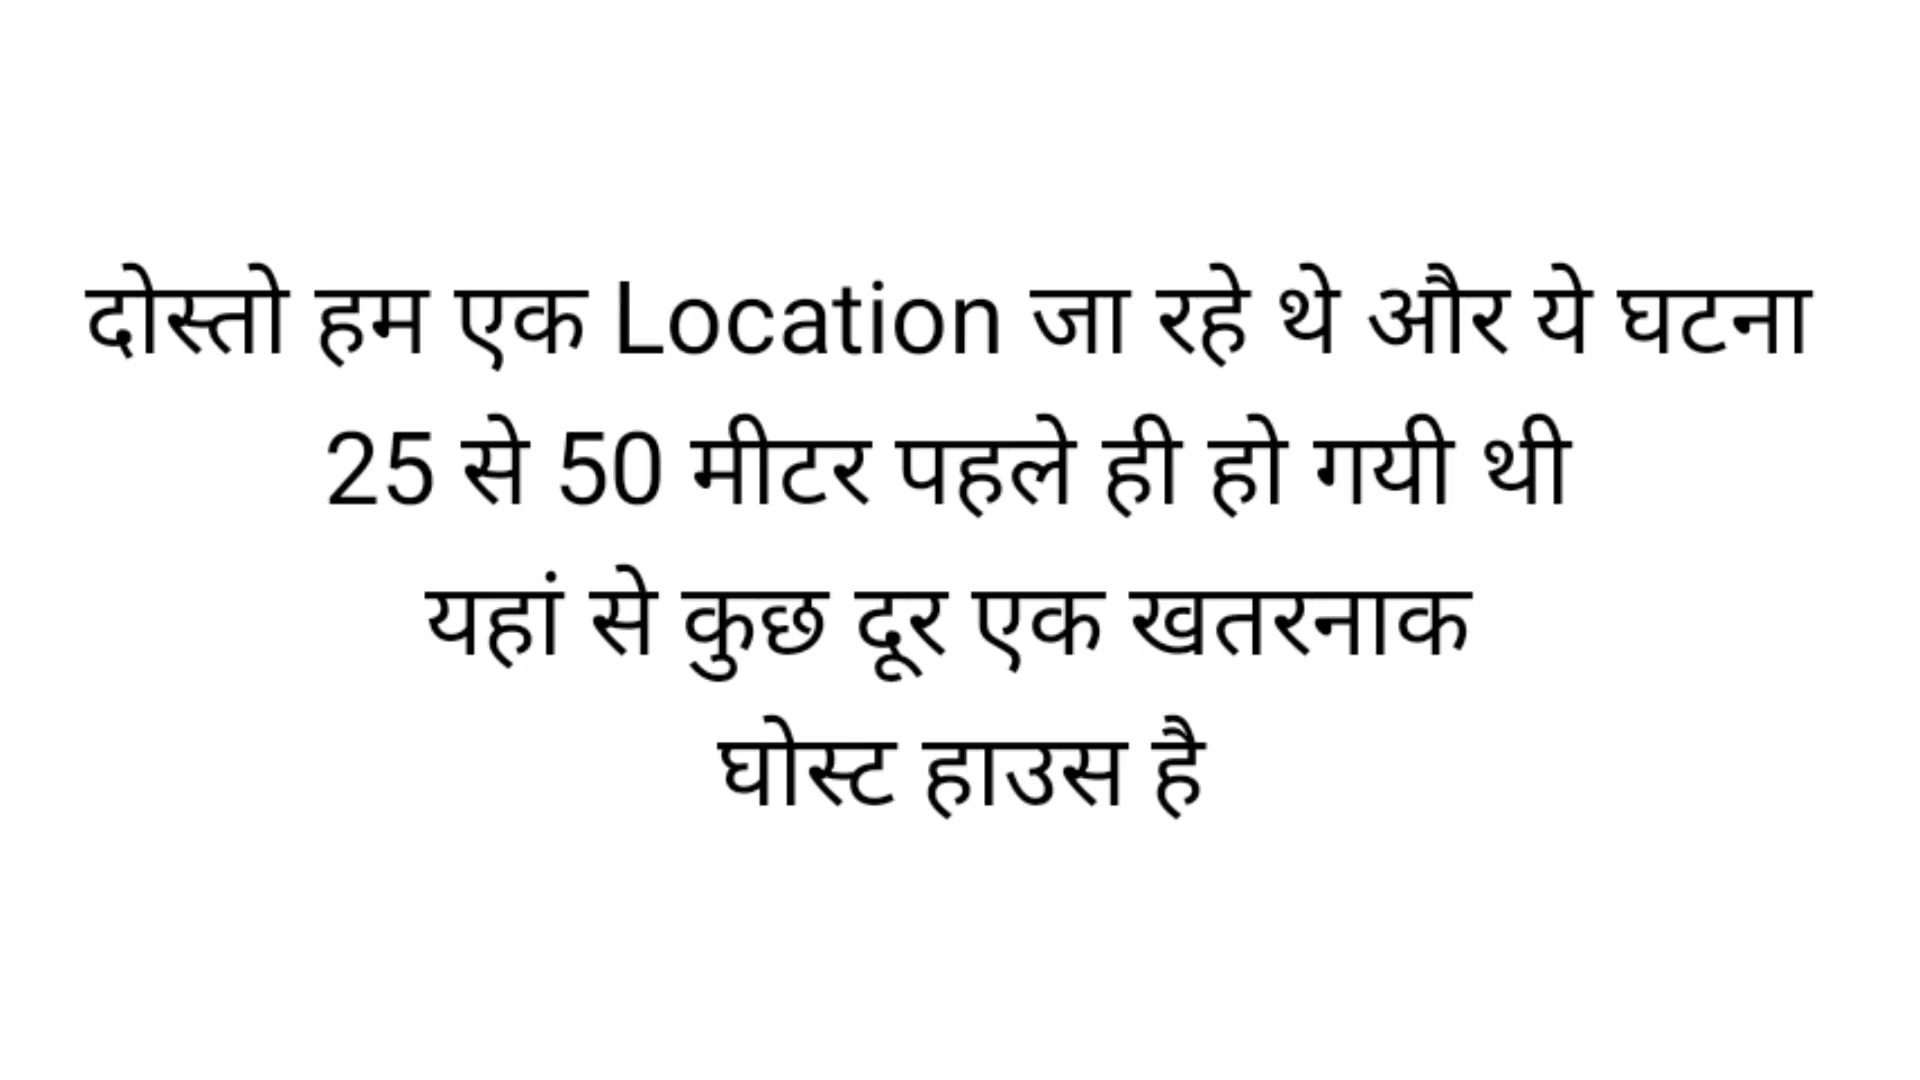 दोस्तो हम एक Location जा रहे थे और ये घटना
25 से 50 मीटर पहले ही हो गयी थी
यहां से कुछ दूर एक खतरनाक
घोस्ट हाउस है